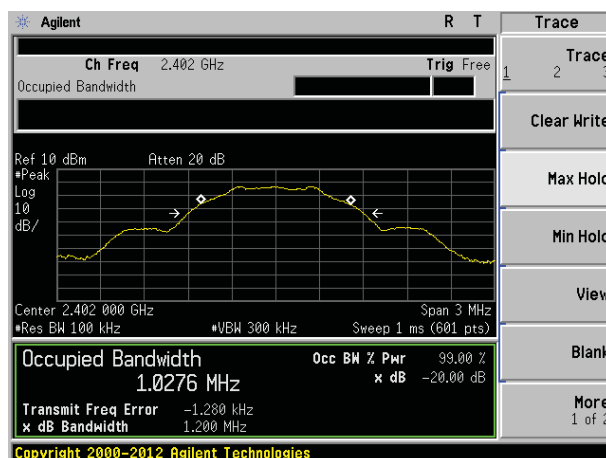 Agilent R T Trace
Ch Freq 2.402 GHz Trig Free
Occupied Bandwidth
Trace
1 2 3
Clear Write
Max Hold
Min Hold
View
Blank
More
1 of 2
Ref 10 dBm Atten 20 dB
#Peak
Log
10
dB/
Center 2.402 000 GHz Span 3 MHz
#Res BW 100 kHz #VBW 300 kHz Sweep 1 ms (601 pts)
Occupied Bandwidth
1.0276 MHz
Occ BW % Pwr 99.00 %
x dB -20.00 dB
Transmit Freq Error -1.280 kHz
x dB Bandwidth 1.200 MHz
Copyright 2000-2012 Agilent Technologies